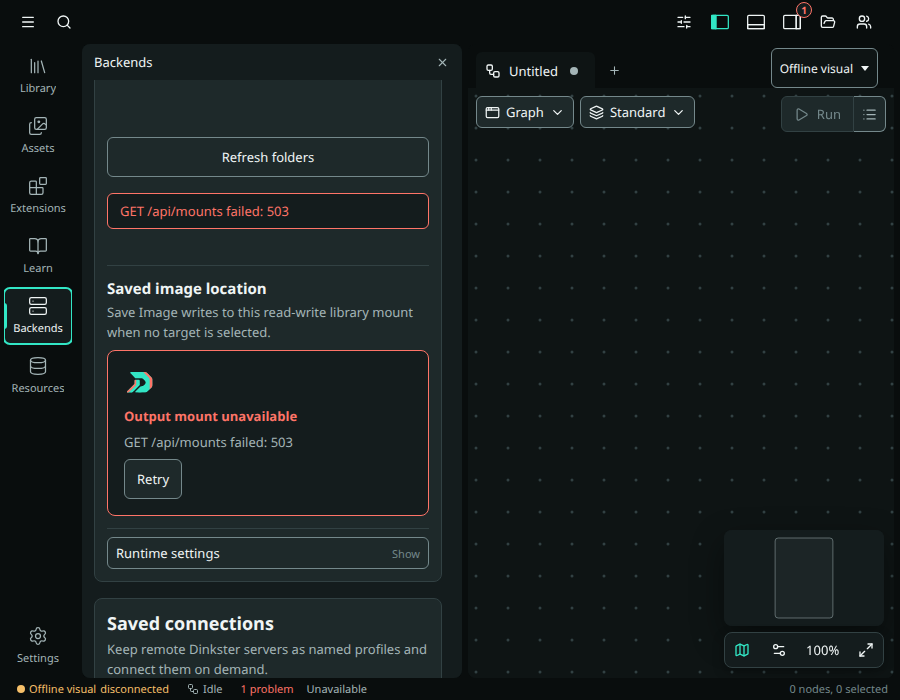 1
Library
Assets
Extensions
Learn
Backends
Resources
Settings
Backends
Refresh folders
GET /api/mounts failed: 503
Saved image location
Save Image writes to this read-write library mount
when no target is selected.
Output mount unavailable
GET /api/mounts failed: 503
Retry
Runtime settings Show
Saved connections
Keep remote Dinkster servers as named profiles and
connect them on demand.
Untitled
Offline visual
Graph
Standard
Run
100%
Offline visual disconnected Idle 1 problem Unavailable 0 nodes, 0 selected